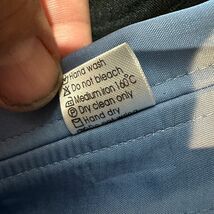 Hand wash
Do not bleach
Medium iron 160°C
Dry clean only
Hand dry